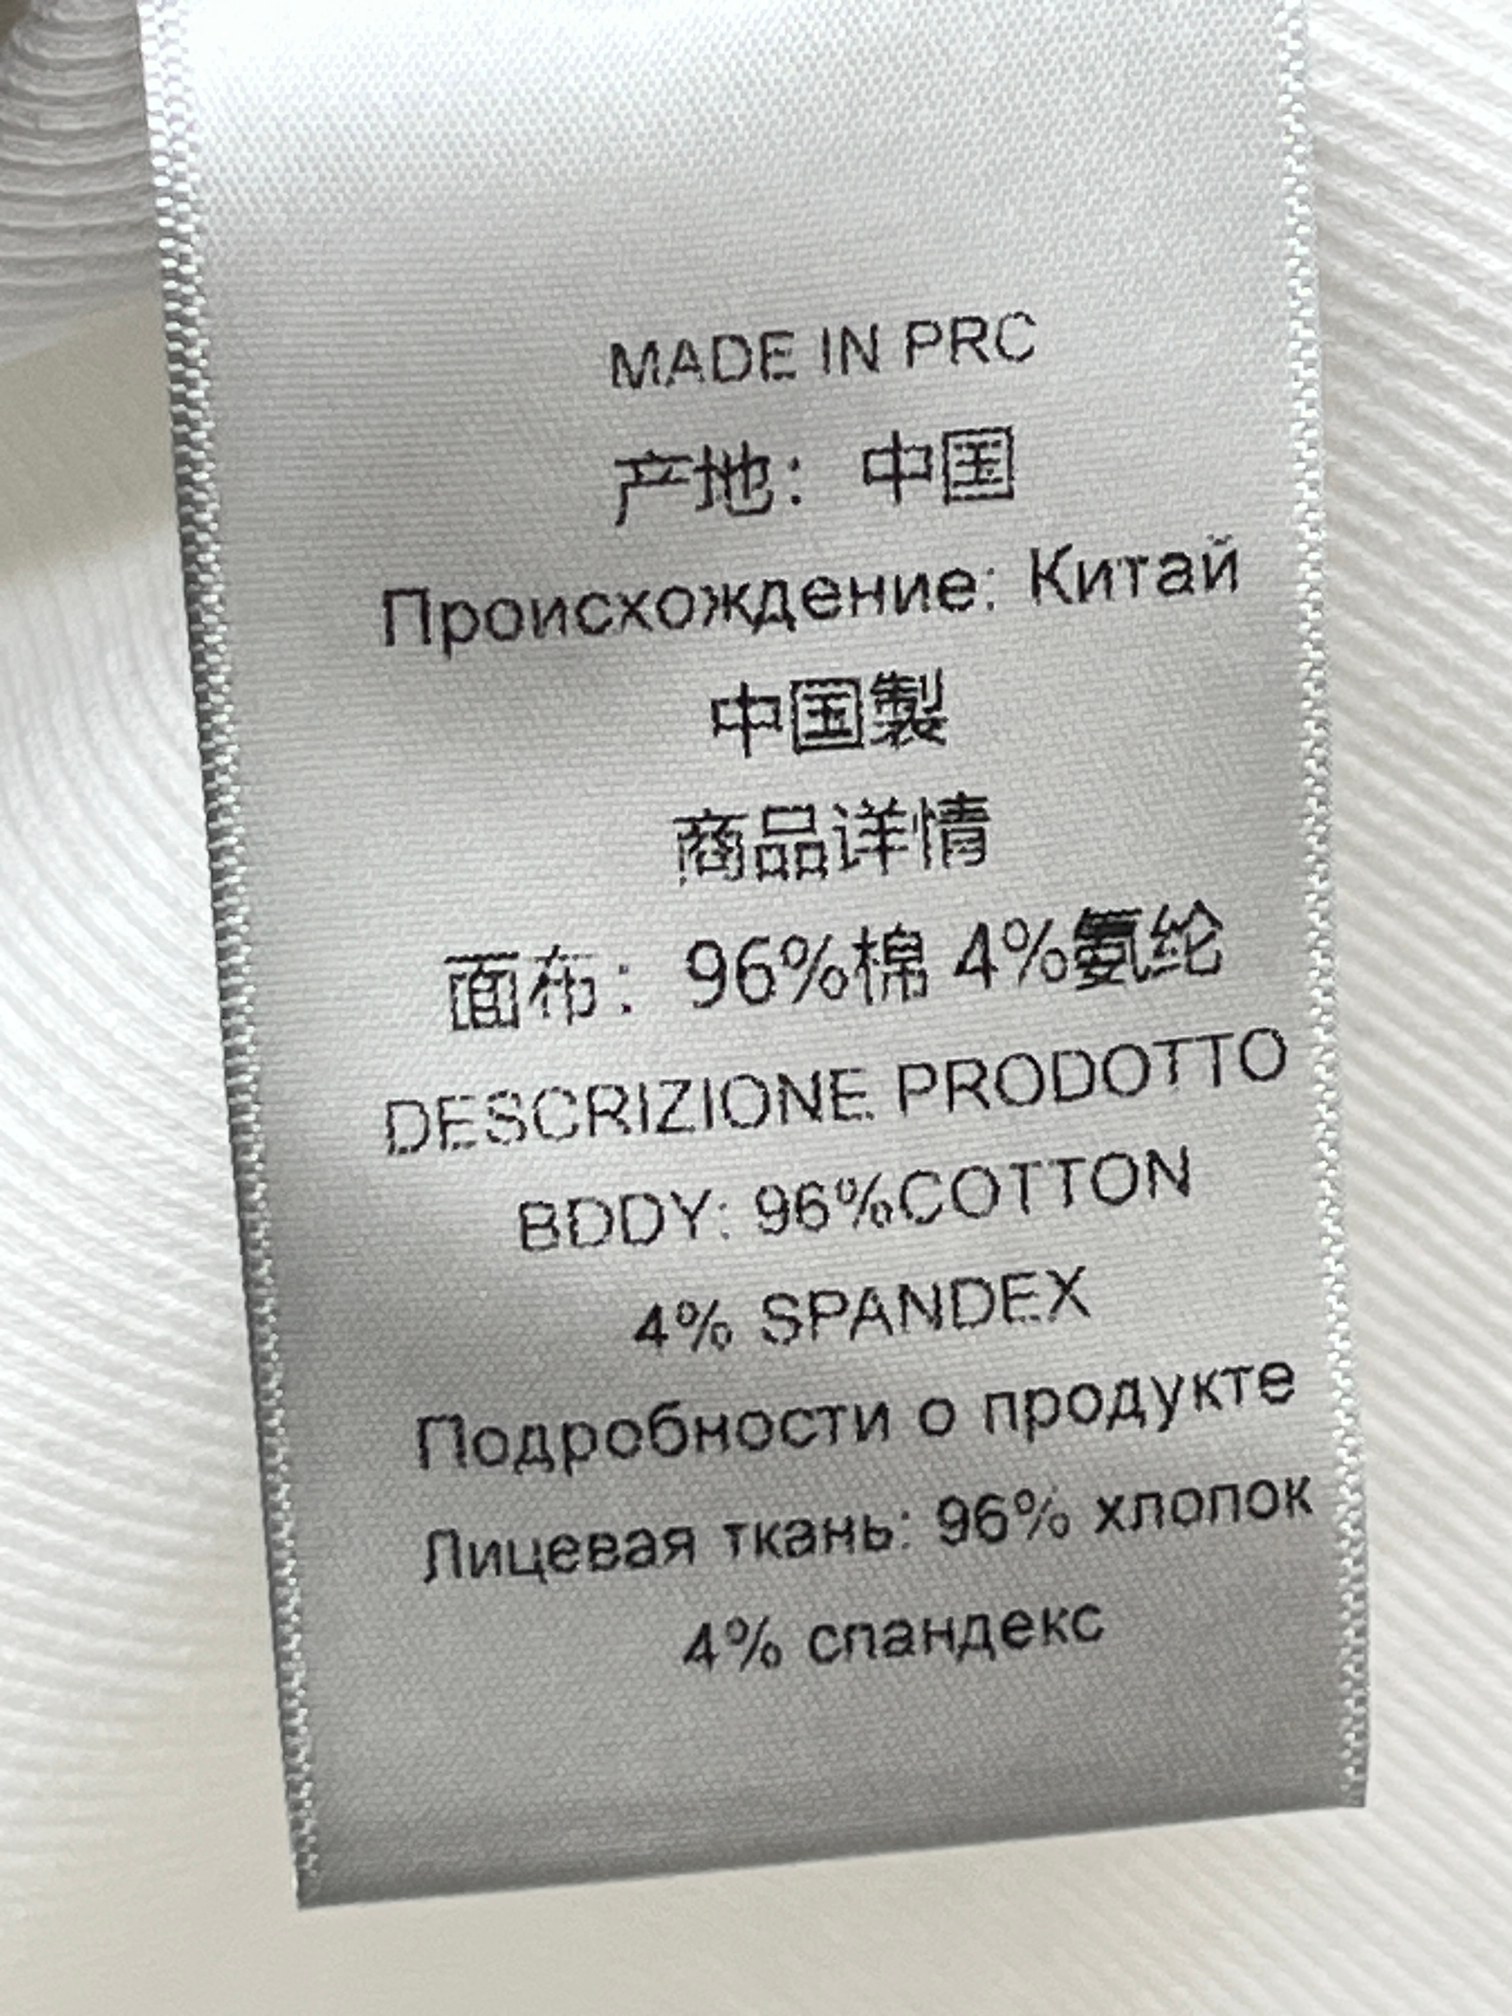 MADE IN PRC
产地：中国
Происхождение: Китай
中国製
商品详情
面布：96%棉 4%氨纶
DESCRIZIONE PRODOTTO
BDDY: 96%COTTON
4% SPANDEX
Подробности о продукте
Лицевая ткань: 96% хлопок
4% спандекс